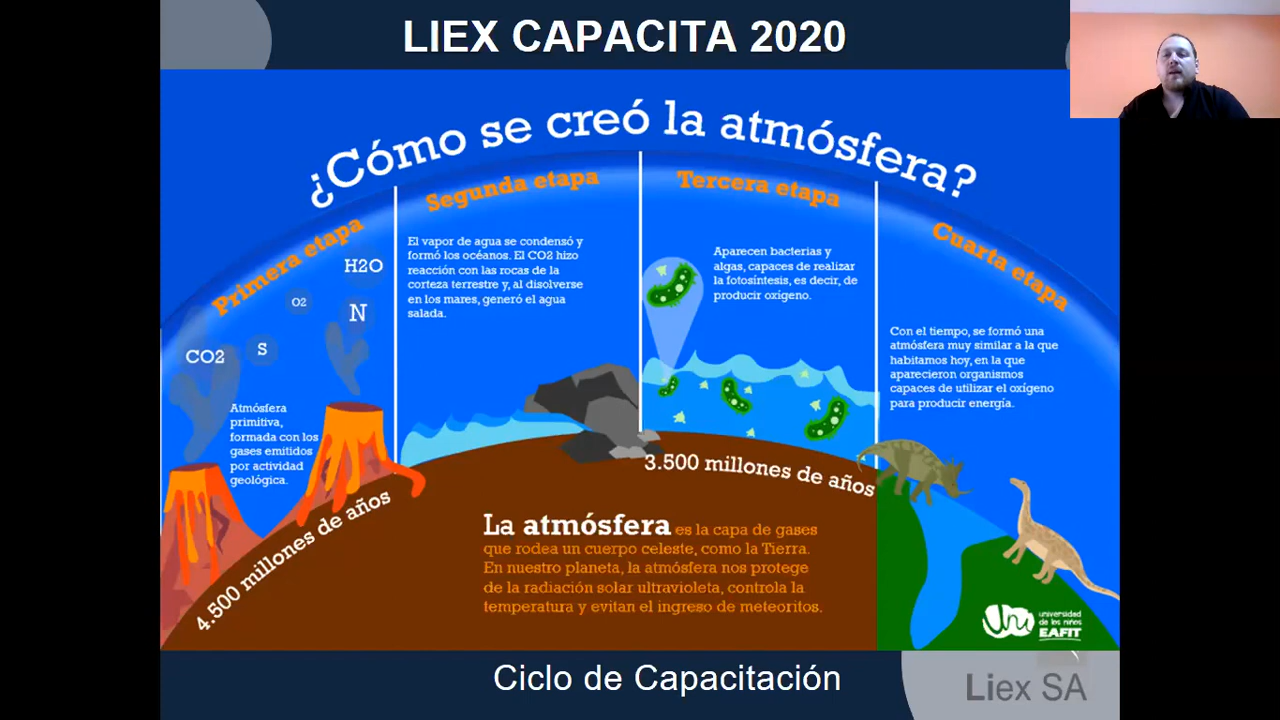 LIEX CAPACITA 2020
¿Cómo se creó la atmósfera?
Primera etapa
H2O
O2
N
S
CO2
Atmósfera
primitiva,
formada con los
gases emitidos
por actividad
geológica.
4.500 millones de años
Segunda etapa
El vapor de agua se condensó y
formó los océanos. El CO2 hizo
reacción con las rocas de la
corteza terrestre y, al disolverse
en los mares, generó el agua
salada.
Tercera etapa
Aparecen bacterias y
algas, capaces de realizar
la fotosíntesis, es decir, de
producir oxígeno.
3.500 millones de años
Cuarta etapa
Con el tiempo, se formó una
atmósfera muy similar a la que
habitamos hoy, en la que
aparecieron organismos
capaces de utilizar el oxígeno
para producir energía.
La atmósfera es la capa de gases
que rodea un cuerpo celeste, como la Tierra.
En nuestro planeta, la atmósfera nos protege
de la radiación solar ultravioleta, controla la
temperatura y evitan el ingreso de meteoritos.
universidad
de los niños
EAFIT
Ciclo de Capacitación
Liex SA